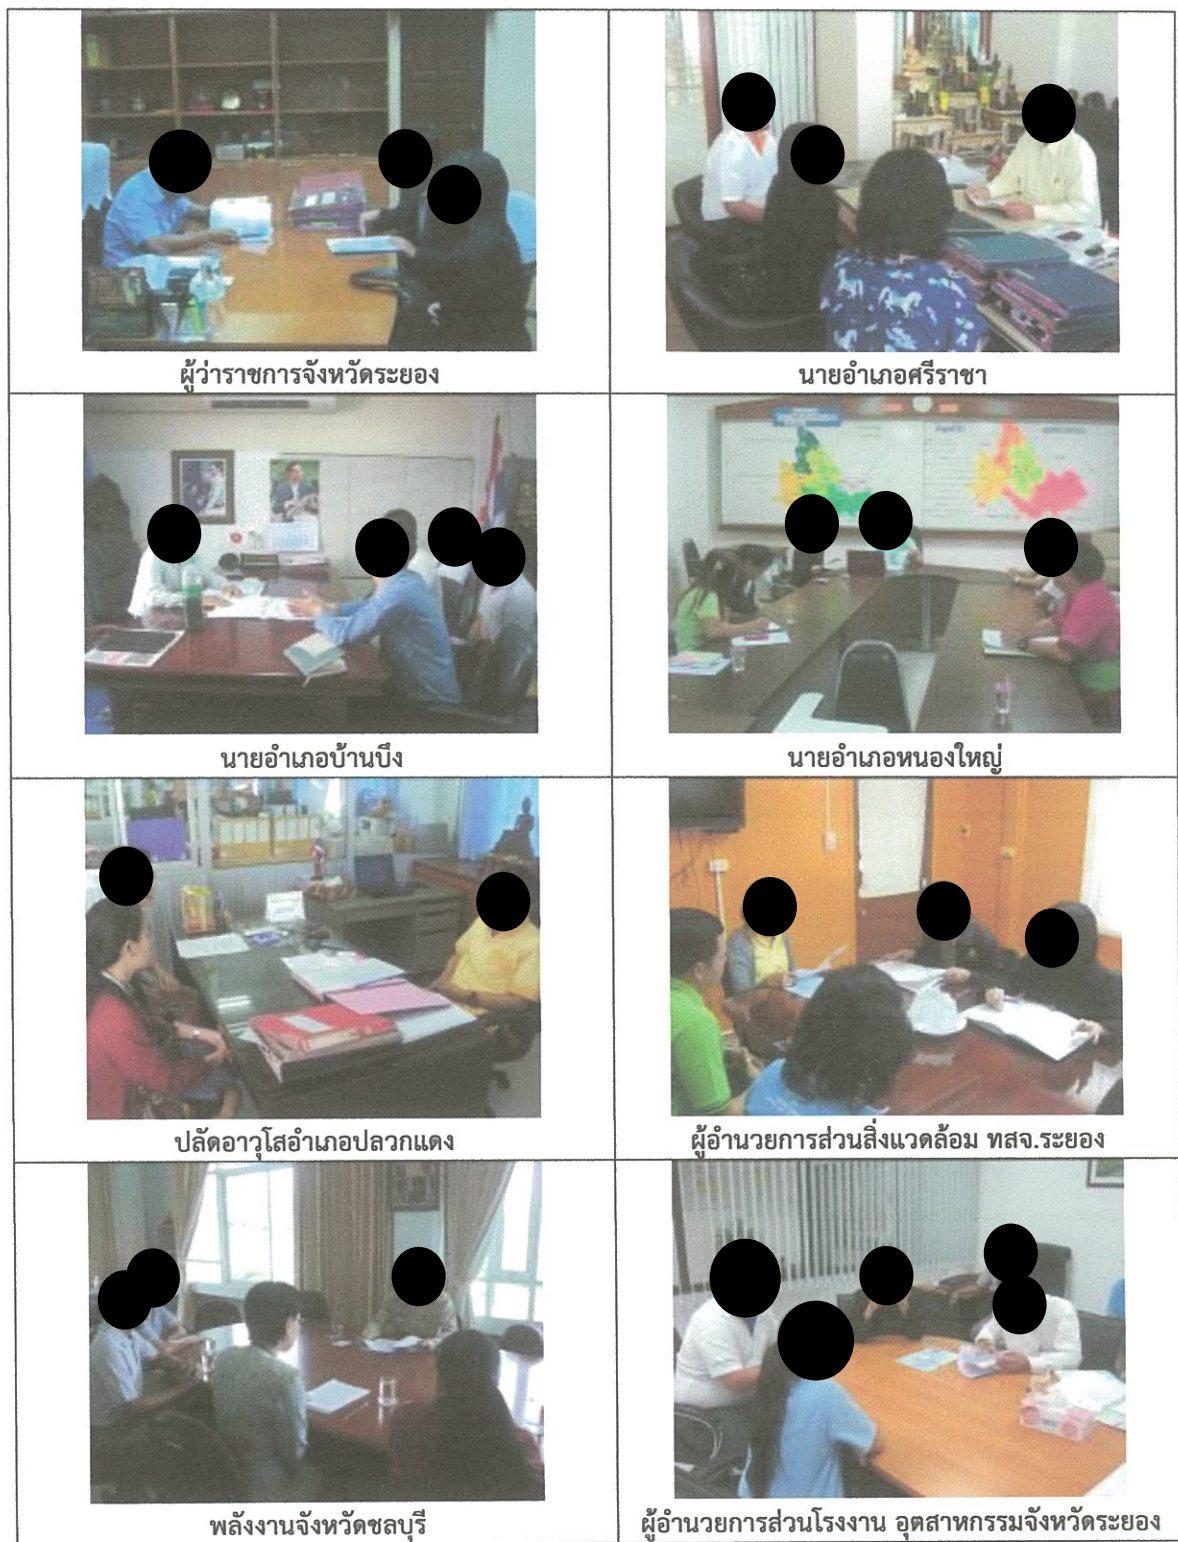 ผู้ว่าราชการจังหวัดระยอง
นายอำเภอศรีราชา
นายอำเภอบ้านบึง
นายอำเภอหนองใหญ่
ปลัดอาวุโสอำเภอปลวกแดง
ผู้อำนวยการส่วนสิ่งแวดล้อม ทสจ.ระยอง
พลังงานจังหวัดชลบุรี
ผู้อำนวยการส่วนโรงงาน อุตสาหกรรมจังหวัดระยอง